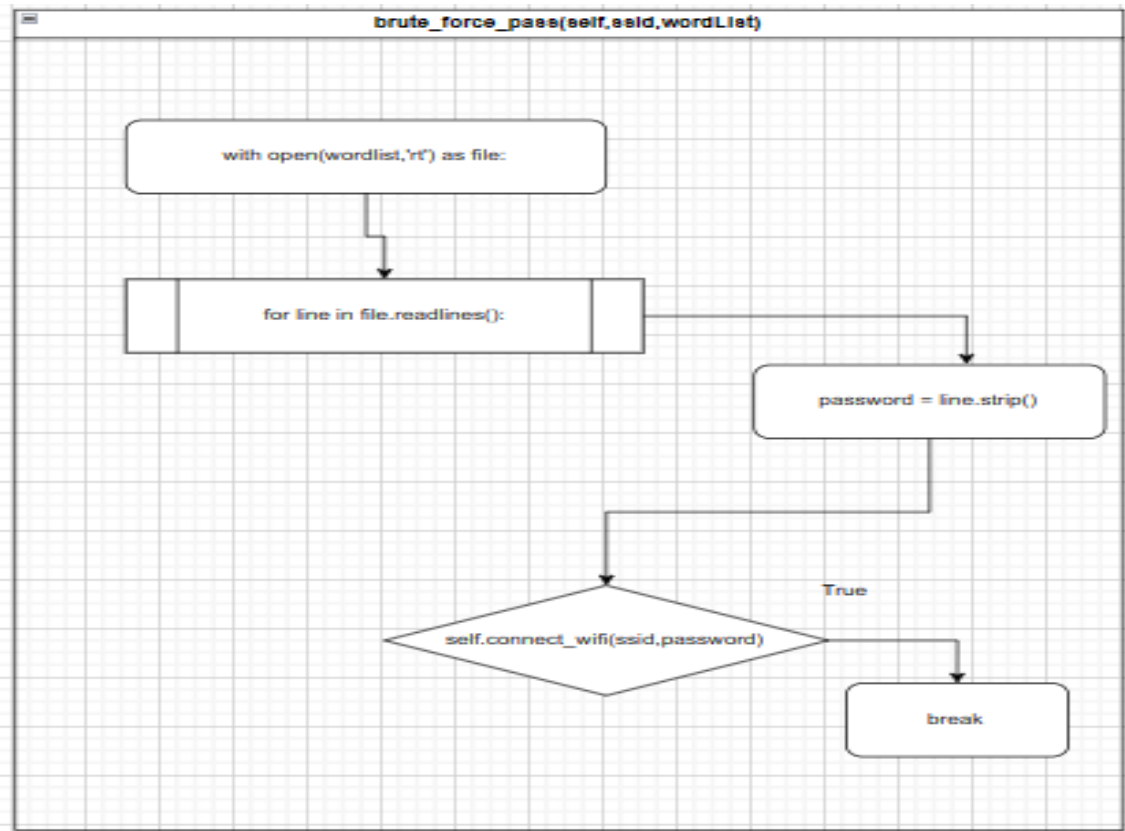 brute_force_pass(self,ssid,wordList)
with open(wordlist,'rt') as file:
for line in file.readlines():
password = line.strip()
True
self.connect_wifi(ssid,password)
break